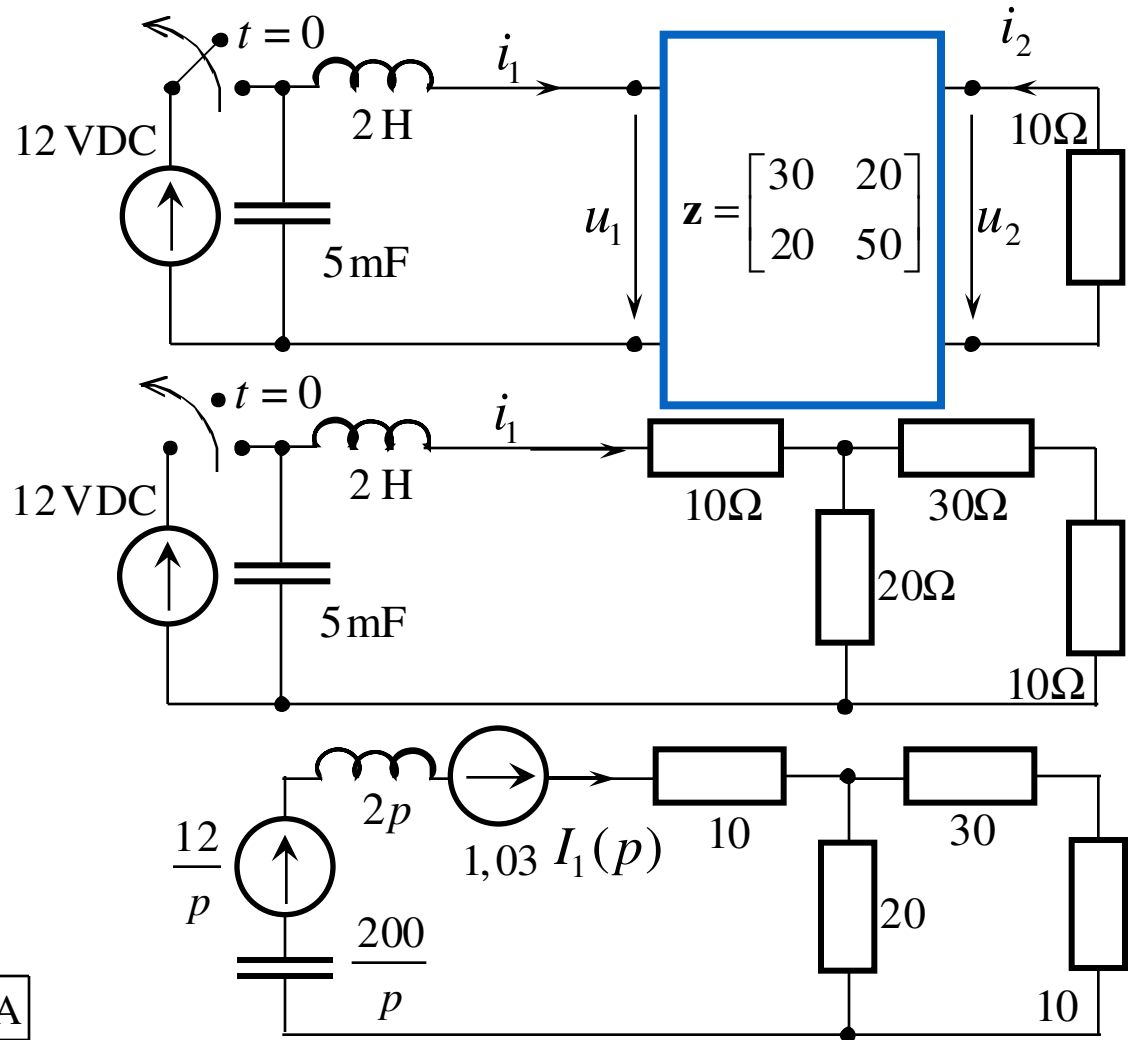 t = 0
i₁
i₂
2 H
10Ω
12 VDC
5 mF
u₁
z = [30 20
20 50]
u₂
t = 0
i₁
2 H
10Ω
30Ω
12 VDC
5 mF
20Ω
10Ω
12/p
2p
1,03 I₁(p)
10
30
200/p
20
10
A